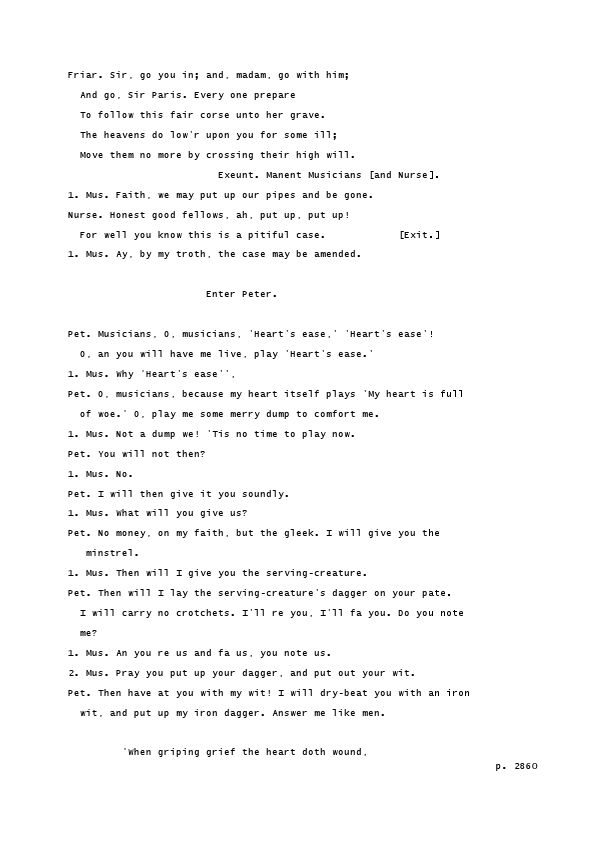 Friar. Sir, go you in; and, madam, go with him;
And go, Sir Paris. Every one prepare
To follow this fair corse unto her grave.
The heavens do low'r upon you for some ill;
Move them no more by crossing their high will.
Exeunt. Manent Musicians [and Nurse].
1. Mus. Faith, we may put up our pipes and be gone.
Nurse. Honest good fellows, ah, put up, put up!
For well you know this is a pitiful case. [Exit.]
1. Mus. Ay, by my troth, the case may be amended.
Enter Peter.
Pet. Musicians, O, musicians, 'Heart's ease,' 'Heart's ease'!
O, an you will have me live, play 'Heart's ease.'
1. Mus. Why 'Heart's ease'',
Pet. O, musicians, because my heart itself plays 'My heart is full
of woe.' O, play me some merry dump to comfort me.
1. Mus. Not a dump we! 'Tis no time to play now.
Pet. You will not then?
1. Mus. No.
Pet. I will then give it you soundly.
1. Mus. What will you give us?
Pet. No money, on my faith, but the gleek. I will give you the
minstrel.
1. Mus. Then will I give you the serving-creature.
Pet. Then will I lay the serving-creature's dagger on your pate.
I will carry no crotchets. I'll re you, I'll fa you. Do you note
me?
1. Mus. An you re us and fa us, you note us.
2. Mus. Pray you put up your dagger, and put out your wit.
Pet. Then have at you with my wit! I will dry-beat you with an iron
wit, and put up my iron dagger. Answer me like men.
'When griping grief the heart doth wound,
p. 2860